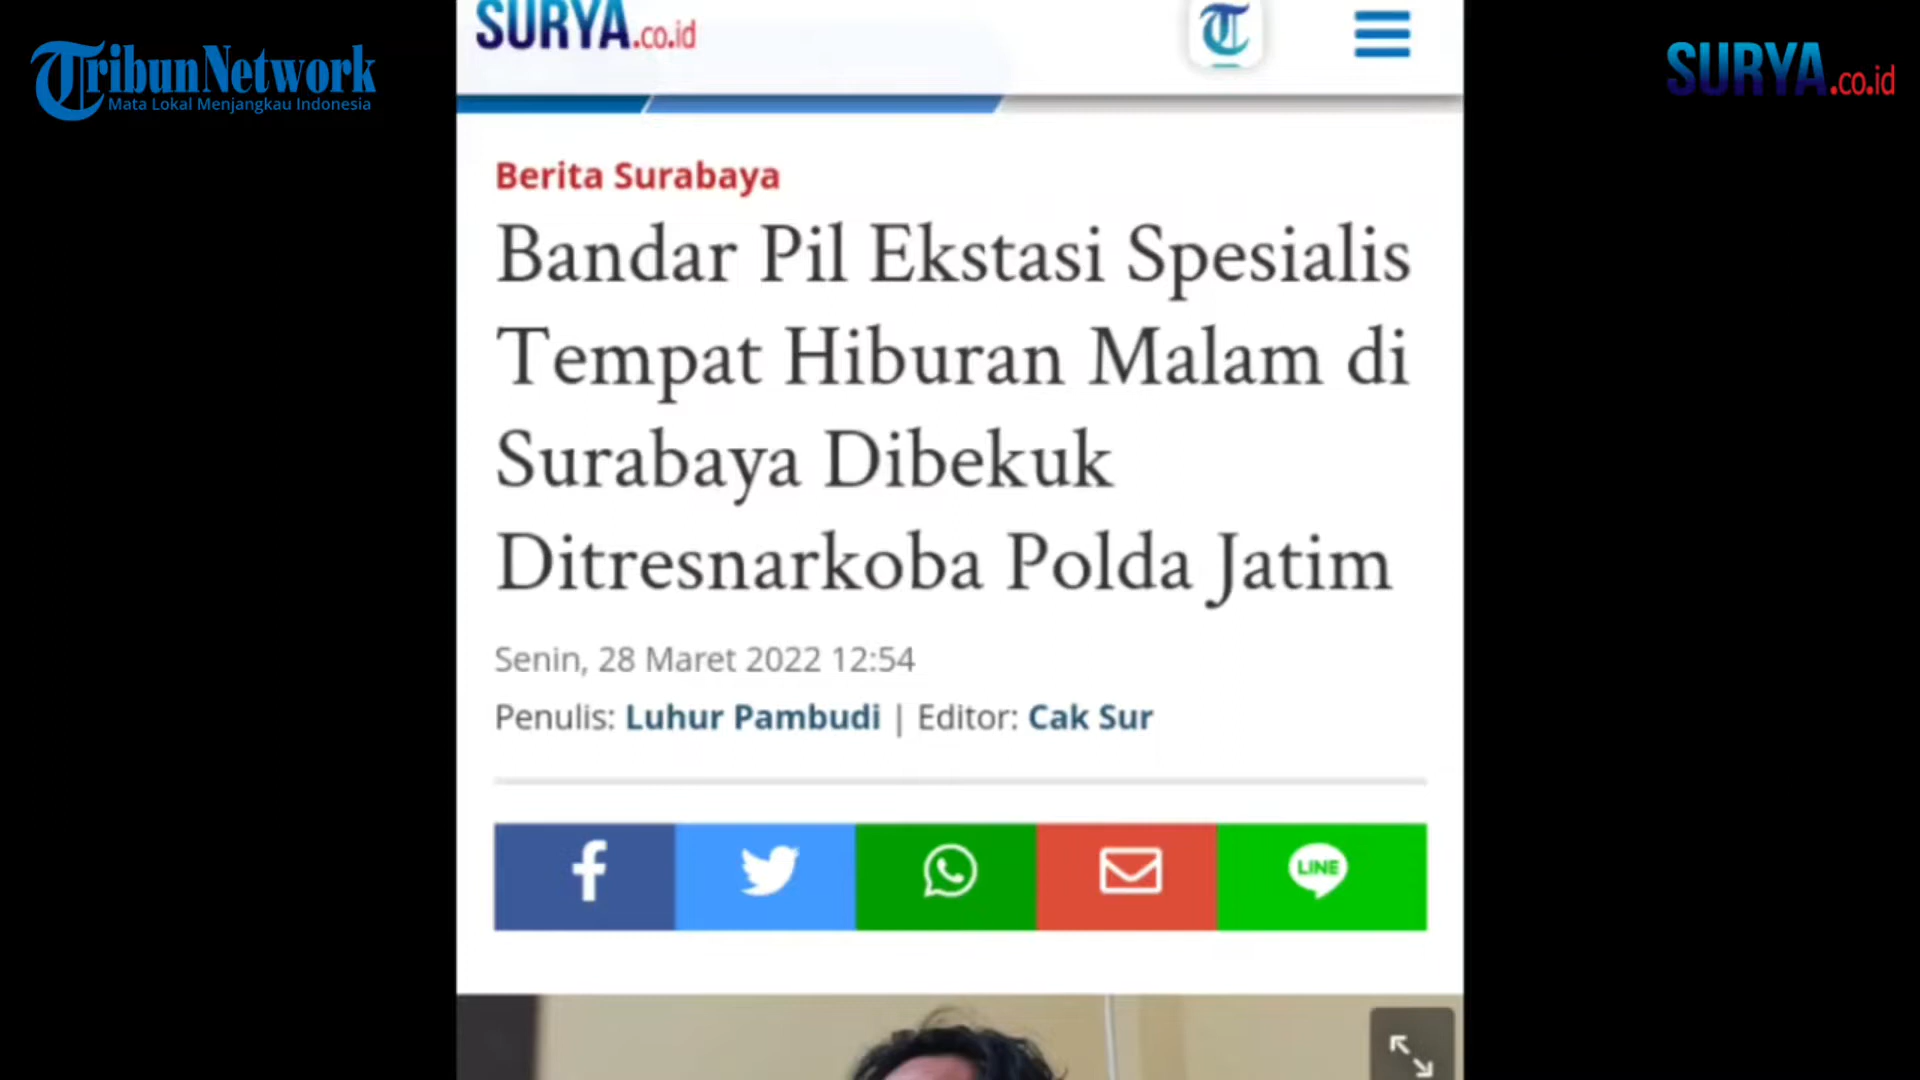 Tribun Network
Mata Lokal Menjangkau Indonesia
SURYA.co.id
SURYA.co.id
Berita Surabaya
Bandar Pil Ekstasi Spesialis
Tempat Hiburan Malam di
Surabaya Dibekuk
Ditresnarkoba Polda Jatim
Senin, 28 Maret 2022 12:54
Penulis: Luhur Pambudi | Editor: Cak Sur
LINE